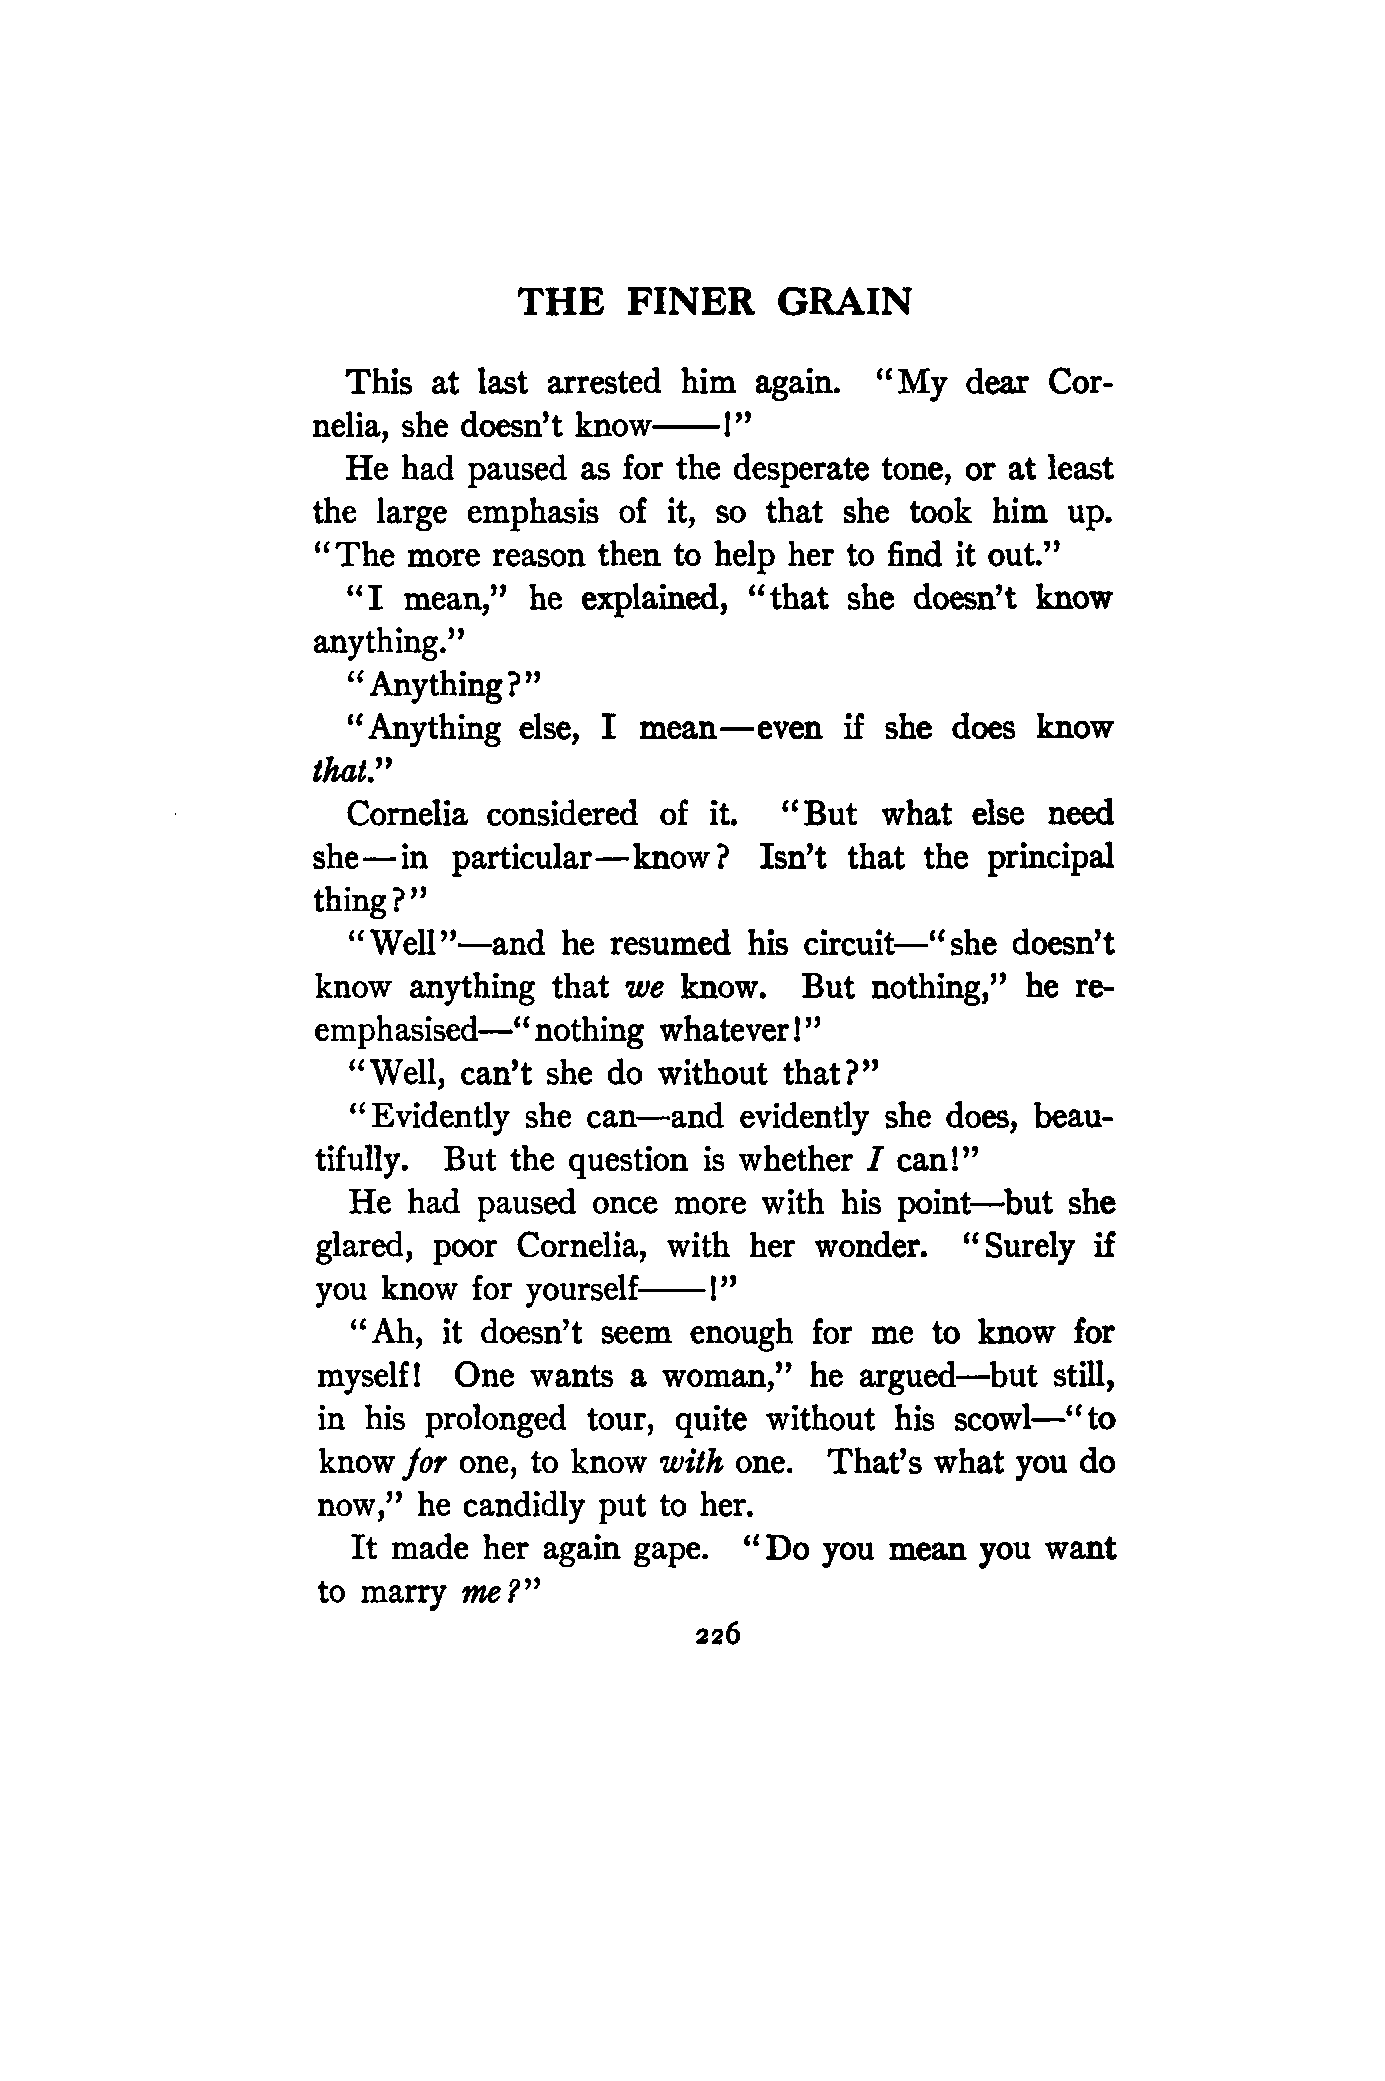 THE FINER GRAIN
This at last arrested him again. “My dear Cor-
nelia, she doesn’t know——!”
He had paused as for the desperate tone, or at least
the large emphasis of it, so that she took him up.
“The more reason then to help her to find it out.”
“I mean,” he explained, “that she doesn’t know
anything.”
“Anything?”
“Anything else, I mean—even if she does know
that.”
Cornelia considered of it. “But what else need
she—in particular—know? Isn’t that the principal
thing?”
“Well”—and he resumed his circuit—“she doesn’t
know anything that we know. But nothing,” he re-
emphasised—“nothing whatever!”
“Well, can’t she do without that?”
“Evidently she can—and evidently she does, beau-
tifully. But the question is whether I can!”
He had paused once more with his point—but she
glared, poor Cornelia, with her wonder. “Surely if
you know for yourself——!”
“Ah, it doesn’t seem enough for me to know for
myself! One wants a woman,” he argued—but still,
in his prolonged tour, quite without his scowl—“to
know for one, to know with one. That’s what you do
now,” he candidly put to her.
It made her again gape. “Do you mean you want
to marry me?”
226